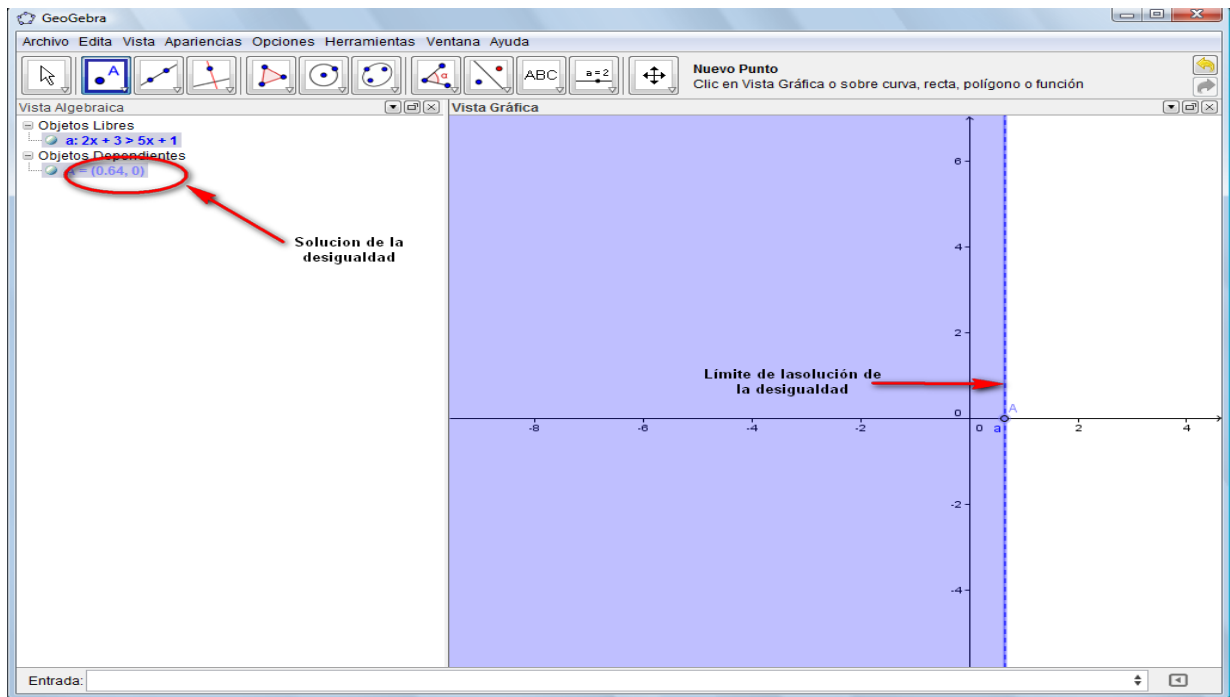 GeoGebra
Archivo Edita Vista Apariencias Opciones Herramientas Ventana Ayuda
A
ABC
a=2
Nuevo Punto
Clic en Vista Gráfica o sobre curva, recta, polígono o función
Vista Algebraica
Vista Gráfica
Objetos Libres
a: 2x + 3 > 5x + 1
Objetos Dependientes
A = (0.64, 0)
Solucion de la
desigualdad
6
4
2
Límite de lasolución de
la desigualdad
0
A
-8 -6 -4 -2 0 a 2 4
-2
-4
Entrada: